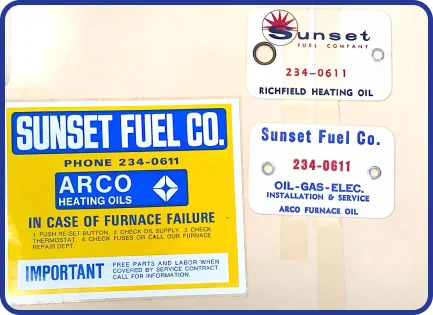 Sunset
FUEL COMPANY
234-0611
RICHFIELD HEATING OIL
SUNSET FUEL CO.
PHONE 234-0611
ARCO
HEATING OILS
IN CASE OF FURNACE FAILURE
1. PUSH RE-SET BUTTON. 2. CHECK OIL SUPPLY. 3. CHECK
THERMOSTAT. 4. CHECK FUSES OR CALL OUR FURNACE
REPAIR DEPT.
IMPORTANT
FREE PARTS AND LABOR WHEN
COVERED BY SERVICE CONTRACT.
CALL FOR INFORMATION.
Sunset Fuel Co.
234-0611
OIL-GAS-ELEC.
INSTALLATION & SERVICE
ARCO FURNACE OIL